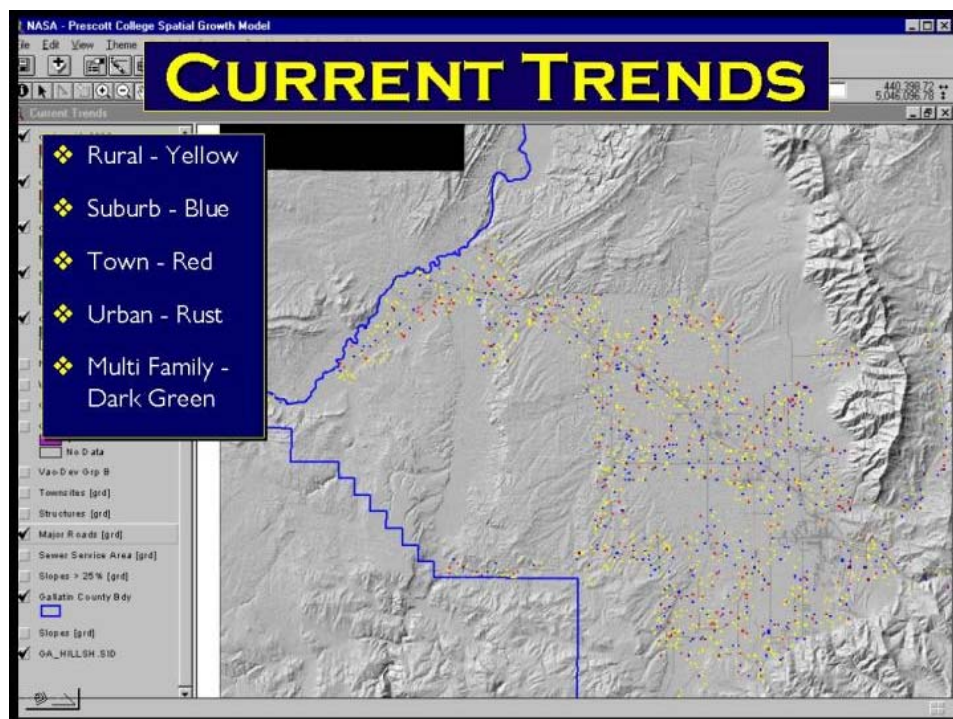 NASA - Prescott College Spatial Growth Model
Edit View Theme
CURRENT TRENDS
440,398.72
5,046,096.78
Current Trends
Rural - Yellow
Suburb - Blue
Town - Red
Urban - Rust
Multi Family -
Dark Green
No Data
Vac-Dev Grp B
Townsites [grd]
Structures [grd]
Major Roads [grd]
Sewer Service Area [grd]
Slopes > 25% [grd]
Gallatin County Bdy
Slopes [grd]
GA_HILLSH.SID